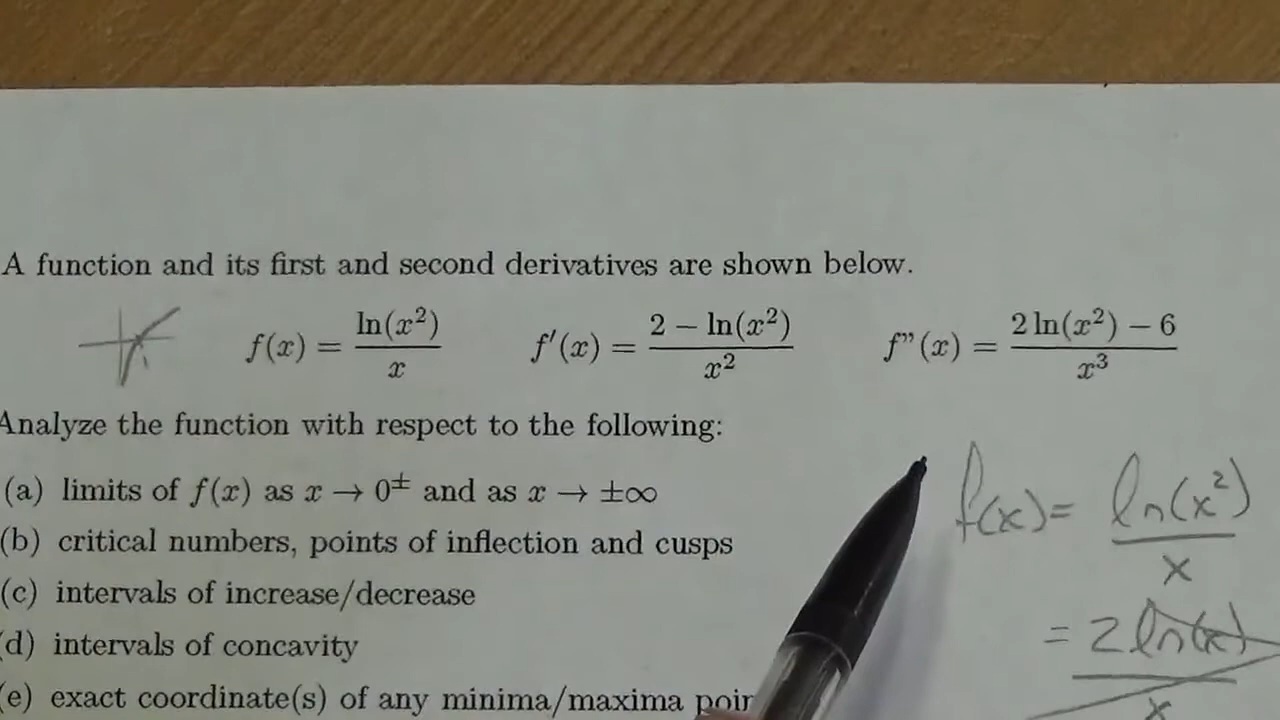 A function and its first and second derivatives are shown below.
f(x) = ln(x²)/x f′(x) = (2 − ln(x²))/x² f”(x) = (2 ln(x²) − 6)/x³
Analyze the function with respect to the following:
(a) limits of f(x) as x → 0± and as x → ±∞
(b) critical numbers, points of inflection and cusps
(c) intervals of increase/decrease
(d) intervals of concavity
(e) exact coordinate(s) of any minima/maxima poin
f(x) = ln(x²)/x
= 2 ln(x)/x